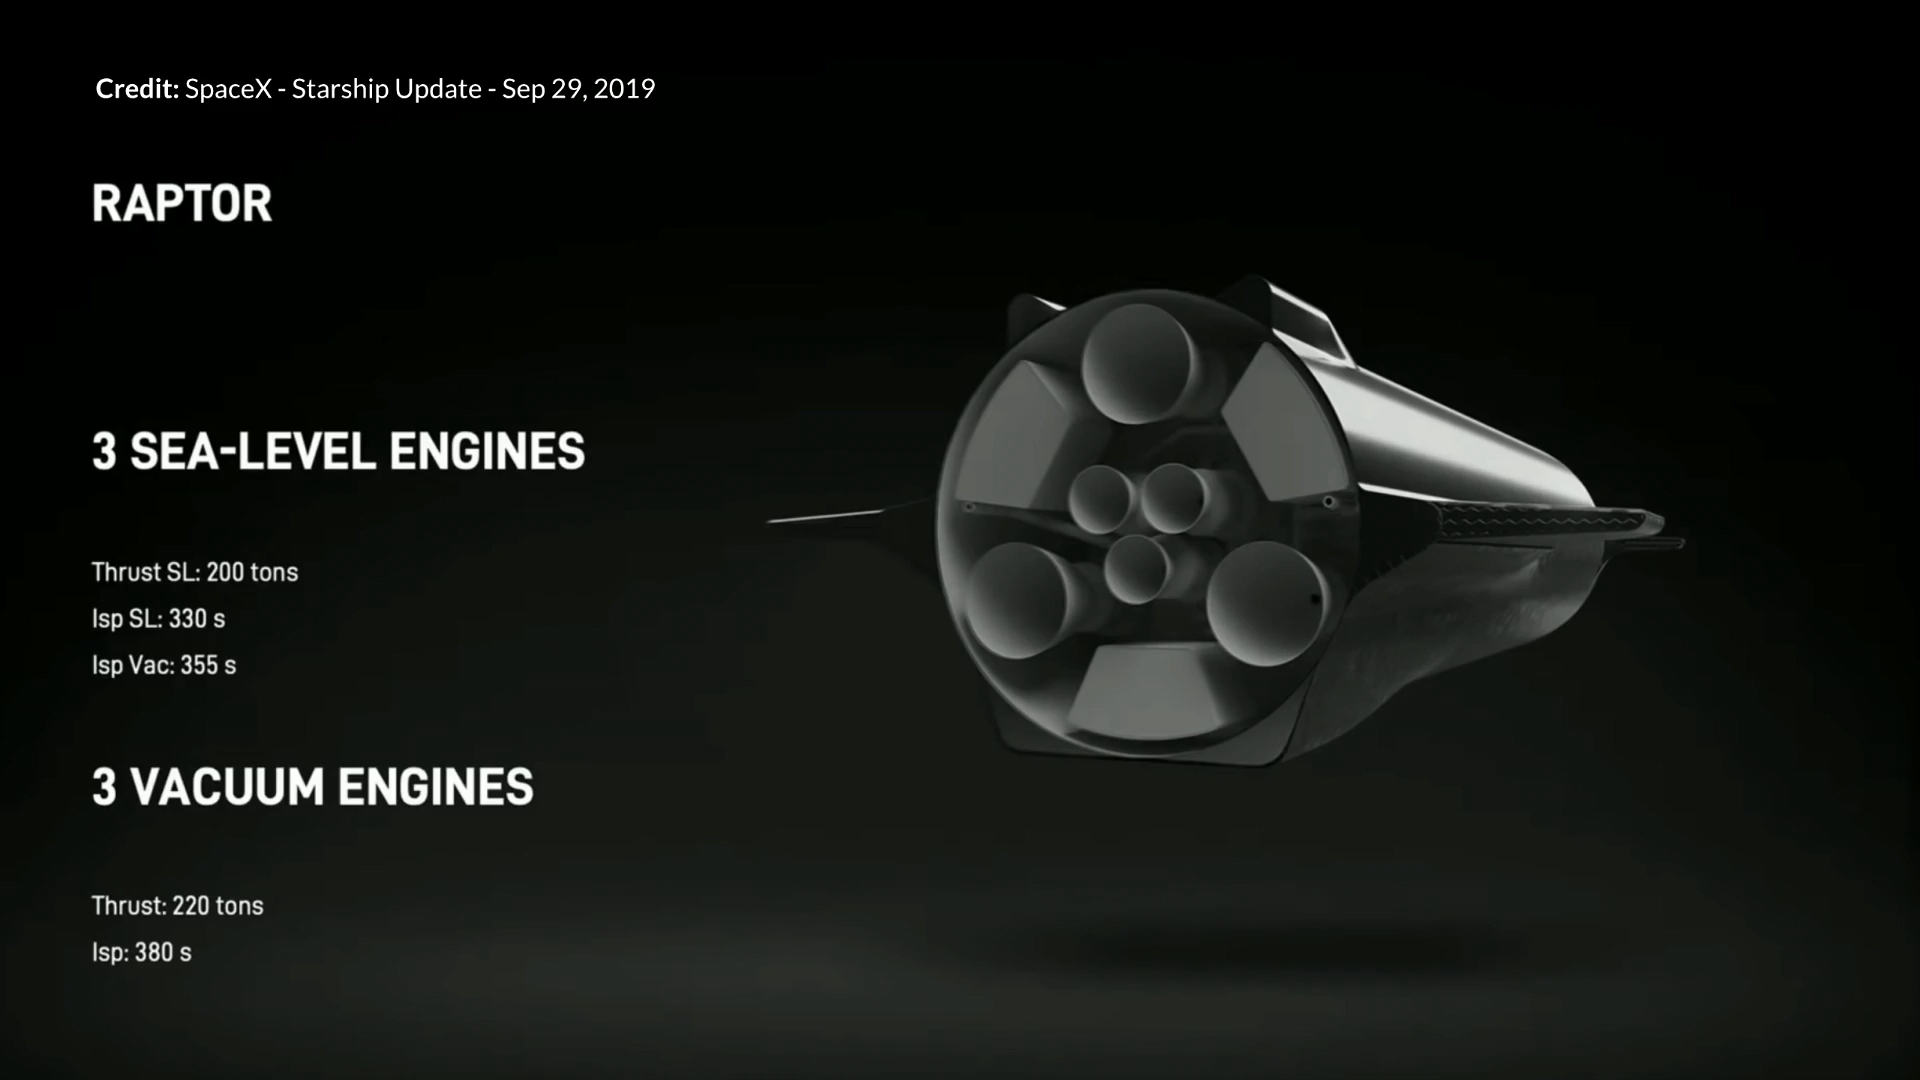 Credit: SpaceX - Starship Update - Sep 29, 2019
RAPTOR
3 SEA-LEVEL ENGINES
Thrust SL: 200 tons
Isp SL: 330 s
Isp Vac: 355 s
3 VACUUM ENGINES
Thrust: 220 tons
Isp: 380 s